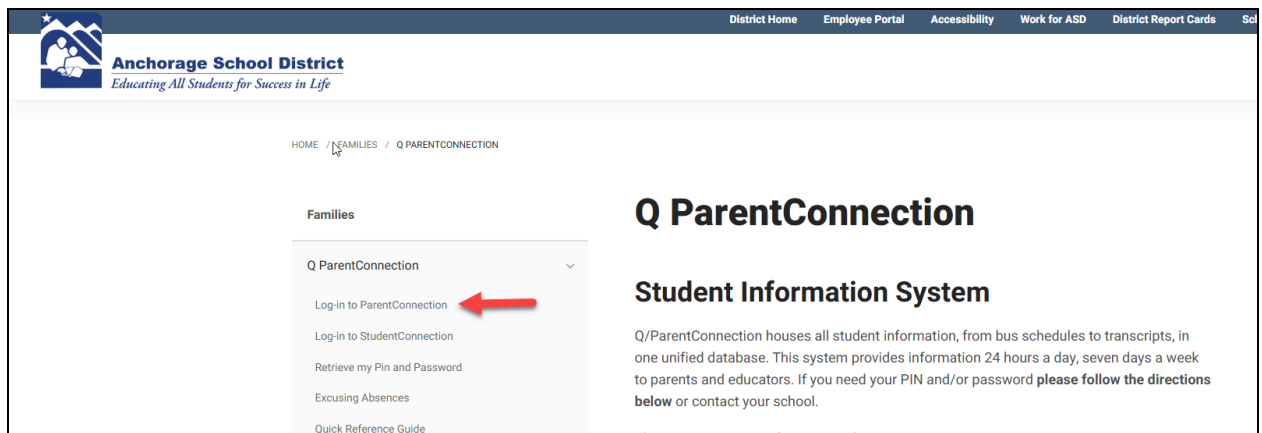 District Home Employee Portal Accessibility Work for ASD District Report Cards
Anchorage School District
Educating All Students for Success in Life
HOME / FAMILIES / Q PARENTCONNECTION
Families
Q ParentConnection
Log-in to ParentConnection
Log-in to StudentConnection
Retrieve my Pin and Password
Excusing Absences
Quick Reference Guide
Q ParentConnection
Student Information System
Q/ParentConnection houses all student information, from bus schedules to transcripts, in
one unified database. This system provides information 24 hours a day, seven days a week
to parents and educators. If you need your PIN and/or password please follow the directions
below or contact your school.